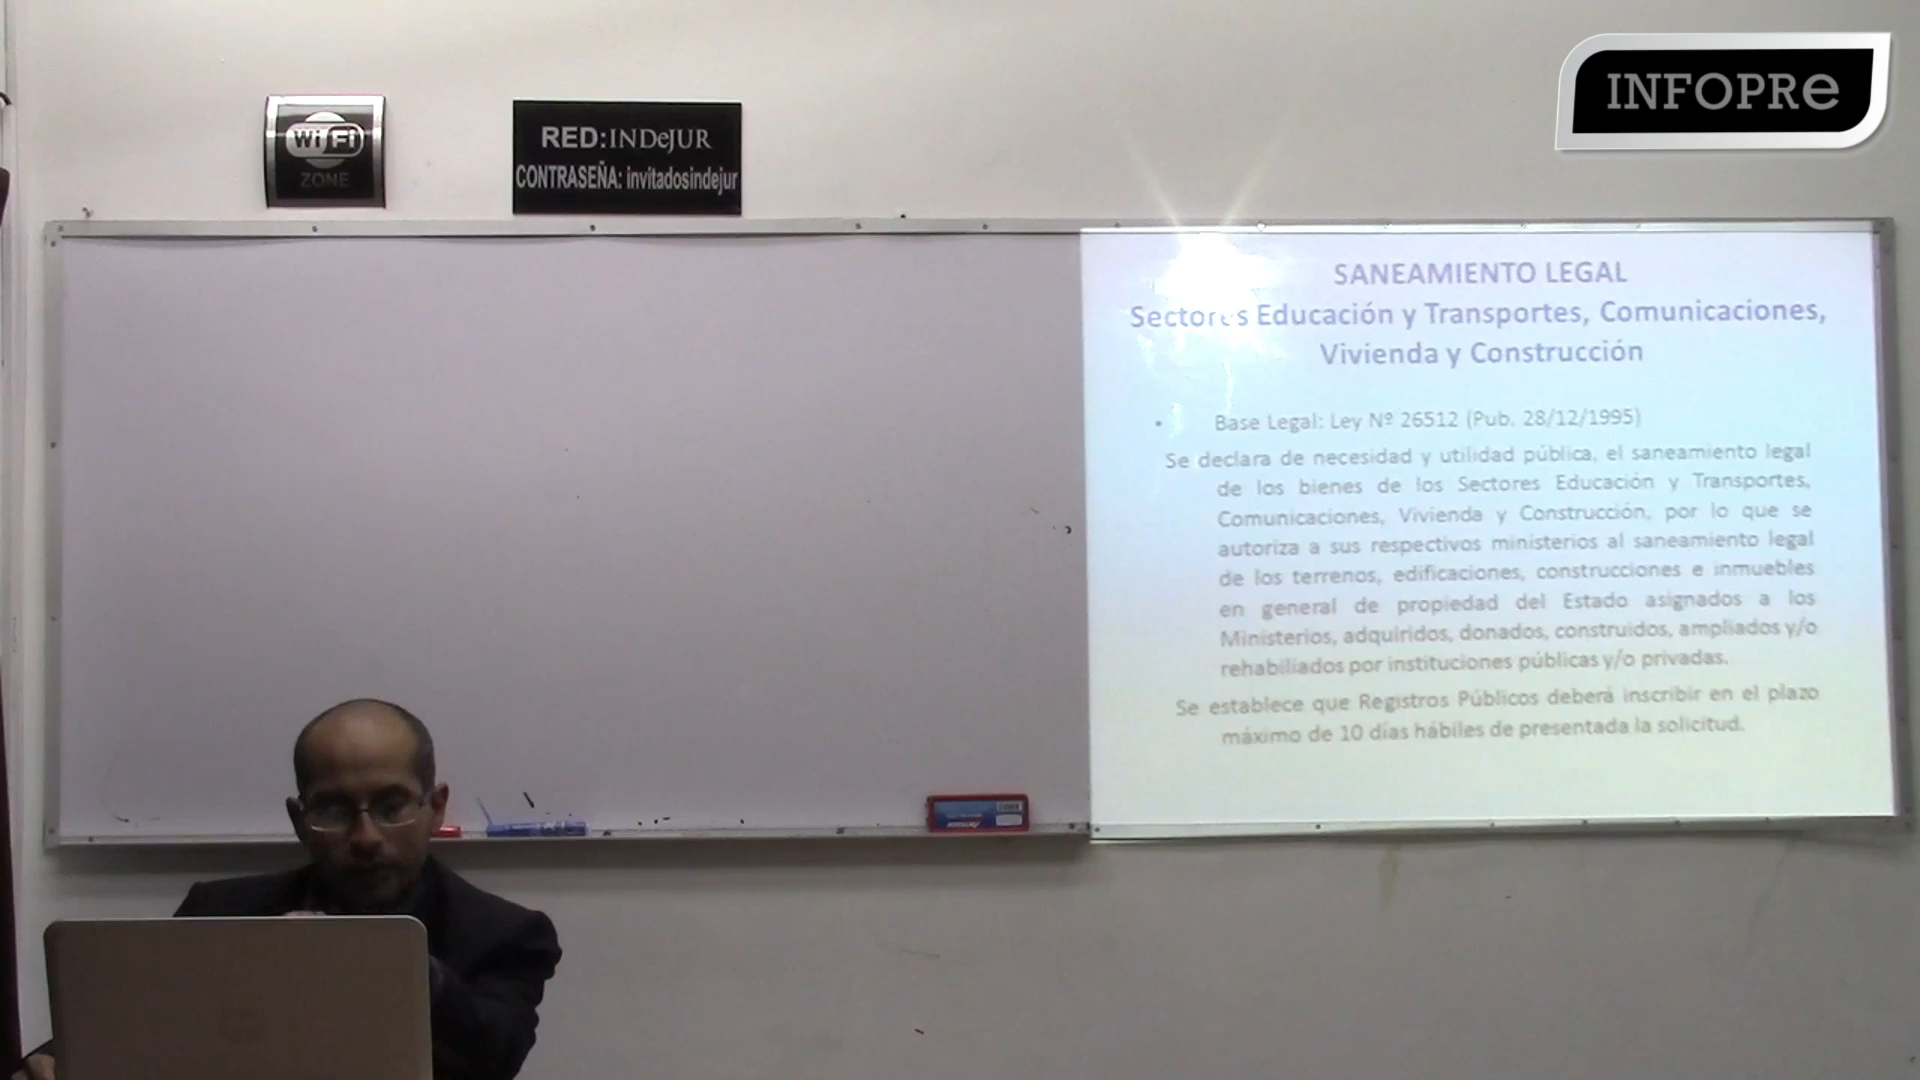 INFOPRe
WiFi
ZONE
RED:INDeJUR
CONTRASEÑA: invitadosindejur
SANEAMIENTO LEGAL
Sectores Educación y Transportes, Comunicaciones,
Vivienda y Construcción
• Base Legal: Ley Nº 26512 (Pub. 28/12/1995)
Se declara de necesidad y utilidad pública, el saneamiento legal
de los bienes de los Sectores Educación y Transportes,
Comunicaciones, Vivienda y Construcción, por lo que se
autoriza a sus respectivos ministerios al saneamiento legal
de los terrenos, edificaciones, construcciones e inmuebles
en general de propiedad del Estado asignados a los
Ministerios, adquiridos, donados, construidos, ampliados y/o
rehabiliados por instituciones públicas y/o privadas.
Se establece que Registros Públicos deberá inscribir en el plazo
máximo de 10 días hábiles de presentada la solicitud.